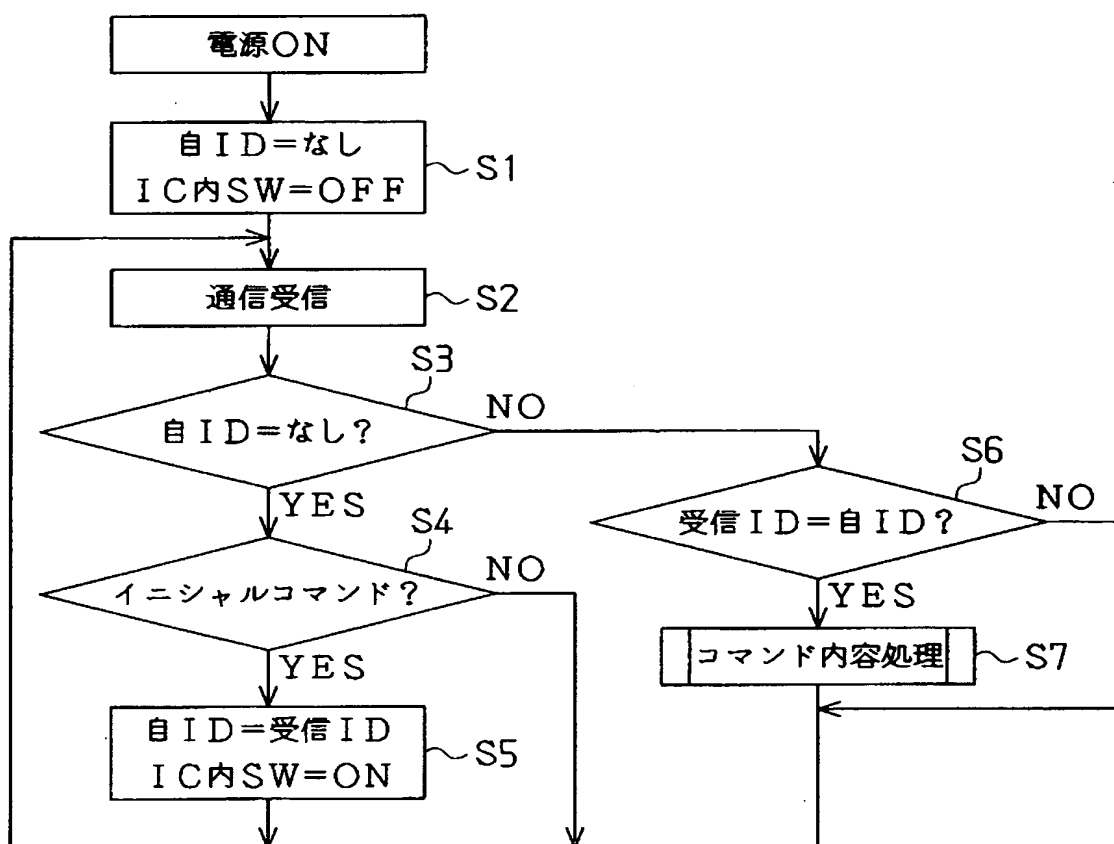 電源ON
自ID=なし
IC内SW=OFF
S1
通信受信
S2
S3
自ID=なし?
NO
YES
S6
受信ID=自ID?
NO
YES
S4
イニシャルコマンド?
NO
YES
コマンド内容処理
S7
自ID=受信ID
IC内SW=ON
S5